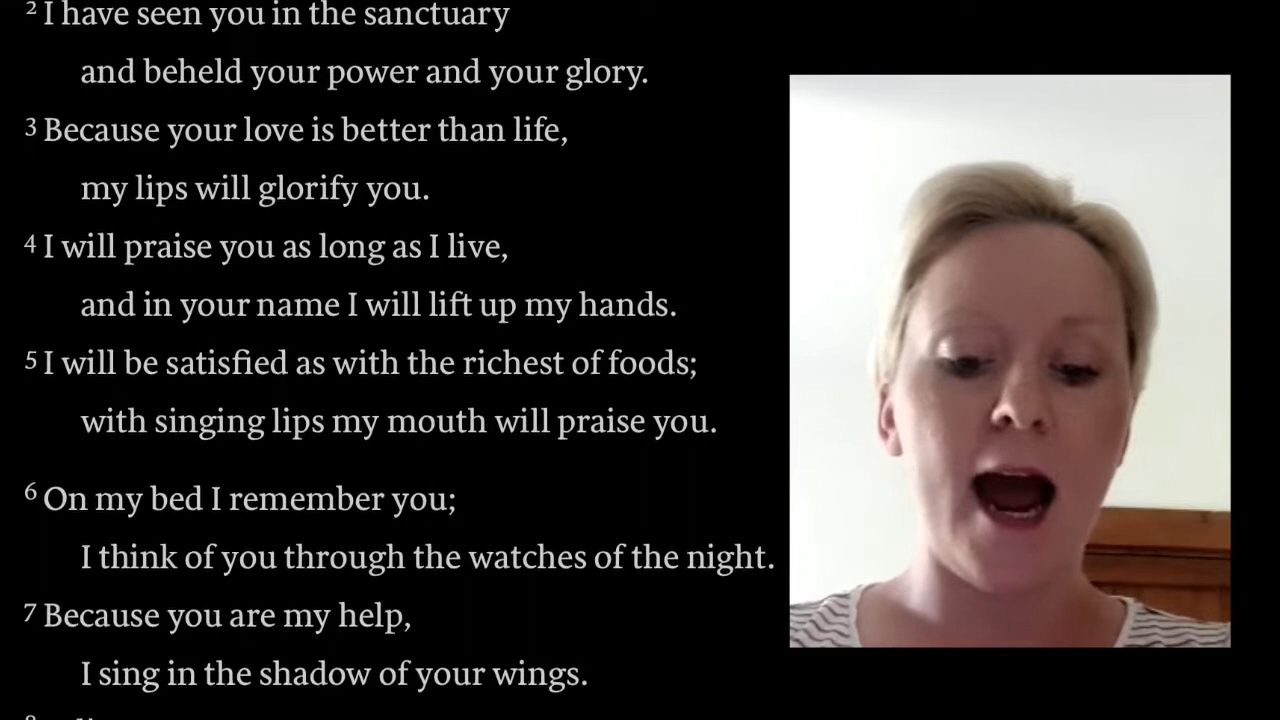 2 I have seen you in the sanctuary
and beheld your power and your glory.
3 Because your love is better than life,
my lips will glorify you.
4 I will praise you as long as I live,
and in your name I will lift up my hands.
5 I will be satisfied as with the richest of foods;
with singing lips my mouth will praise you.
6 On my bed I remember you;
I think of you through the watches of the night.
7 Because you are my help,
I sing in the shadow of your wings.
8